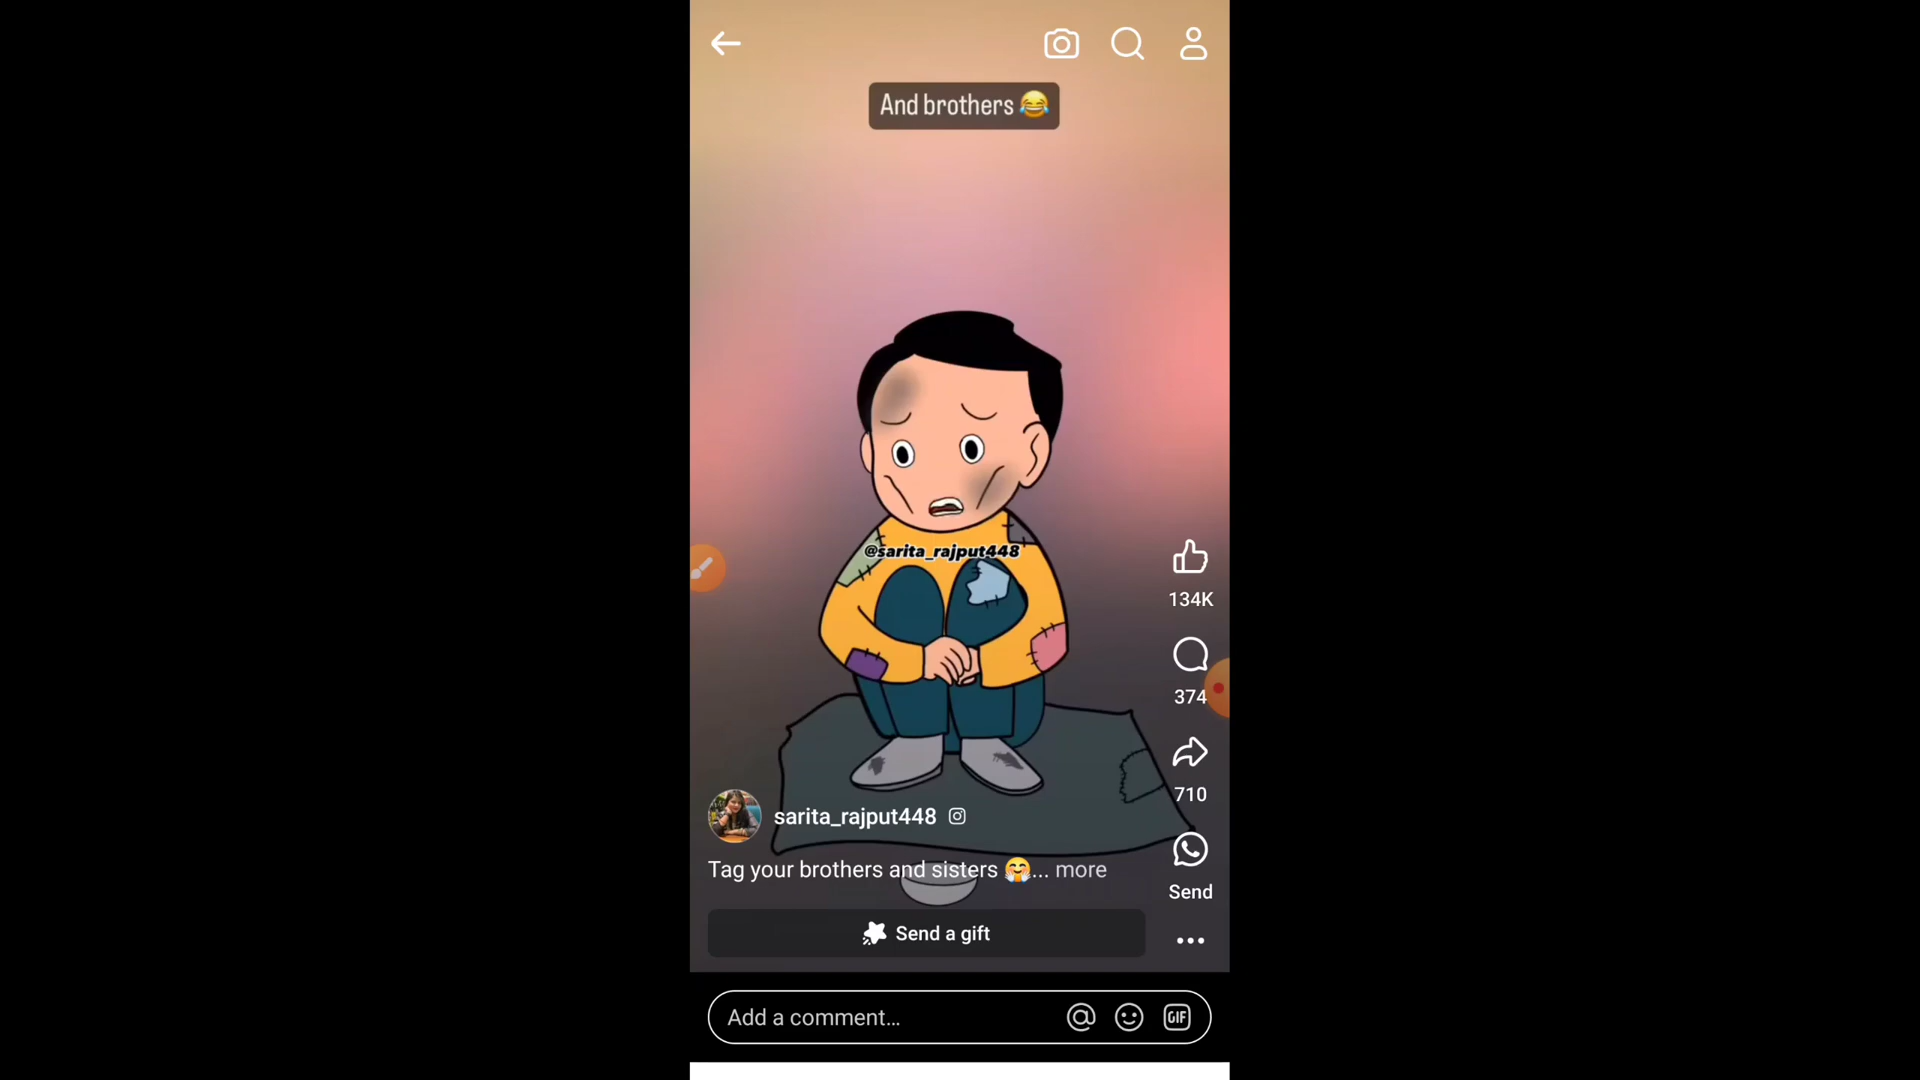 And brothers 😂
@sarita_rajput448
134K
374
710
sarita_rajput448
Tag your brothers and sisters 🤗... more
Send
Send a gift
Add a comment...
GIF